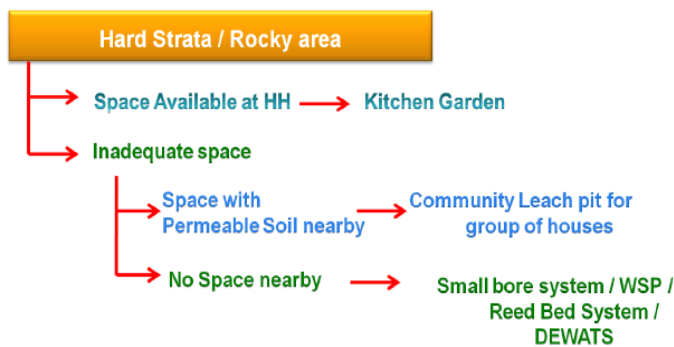 Hard Strata / Rocky area
Space Available at HH
Kitchen Garden
Inadequate space
Space with
Permeable Soil nearby
Community Leach pit for
group of houses
No Space nearby
Small bore system / WSP /
Reed Bed System /
DEWATS